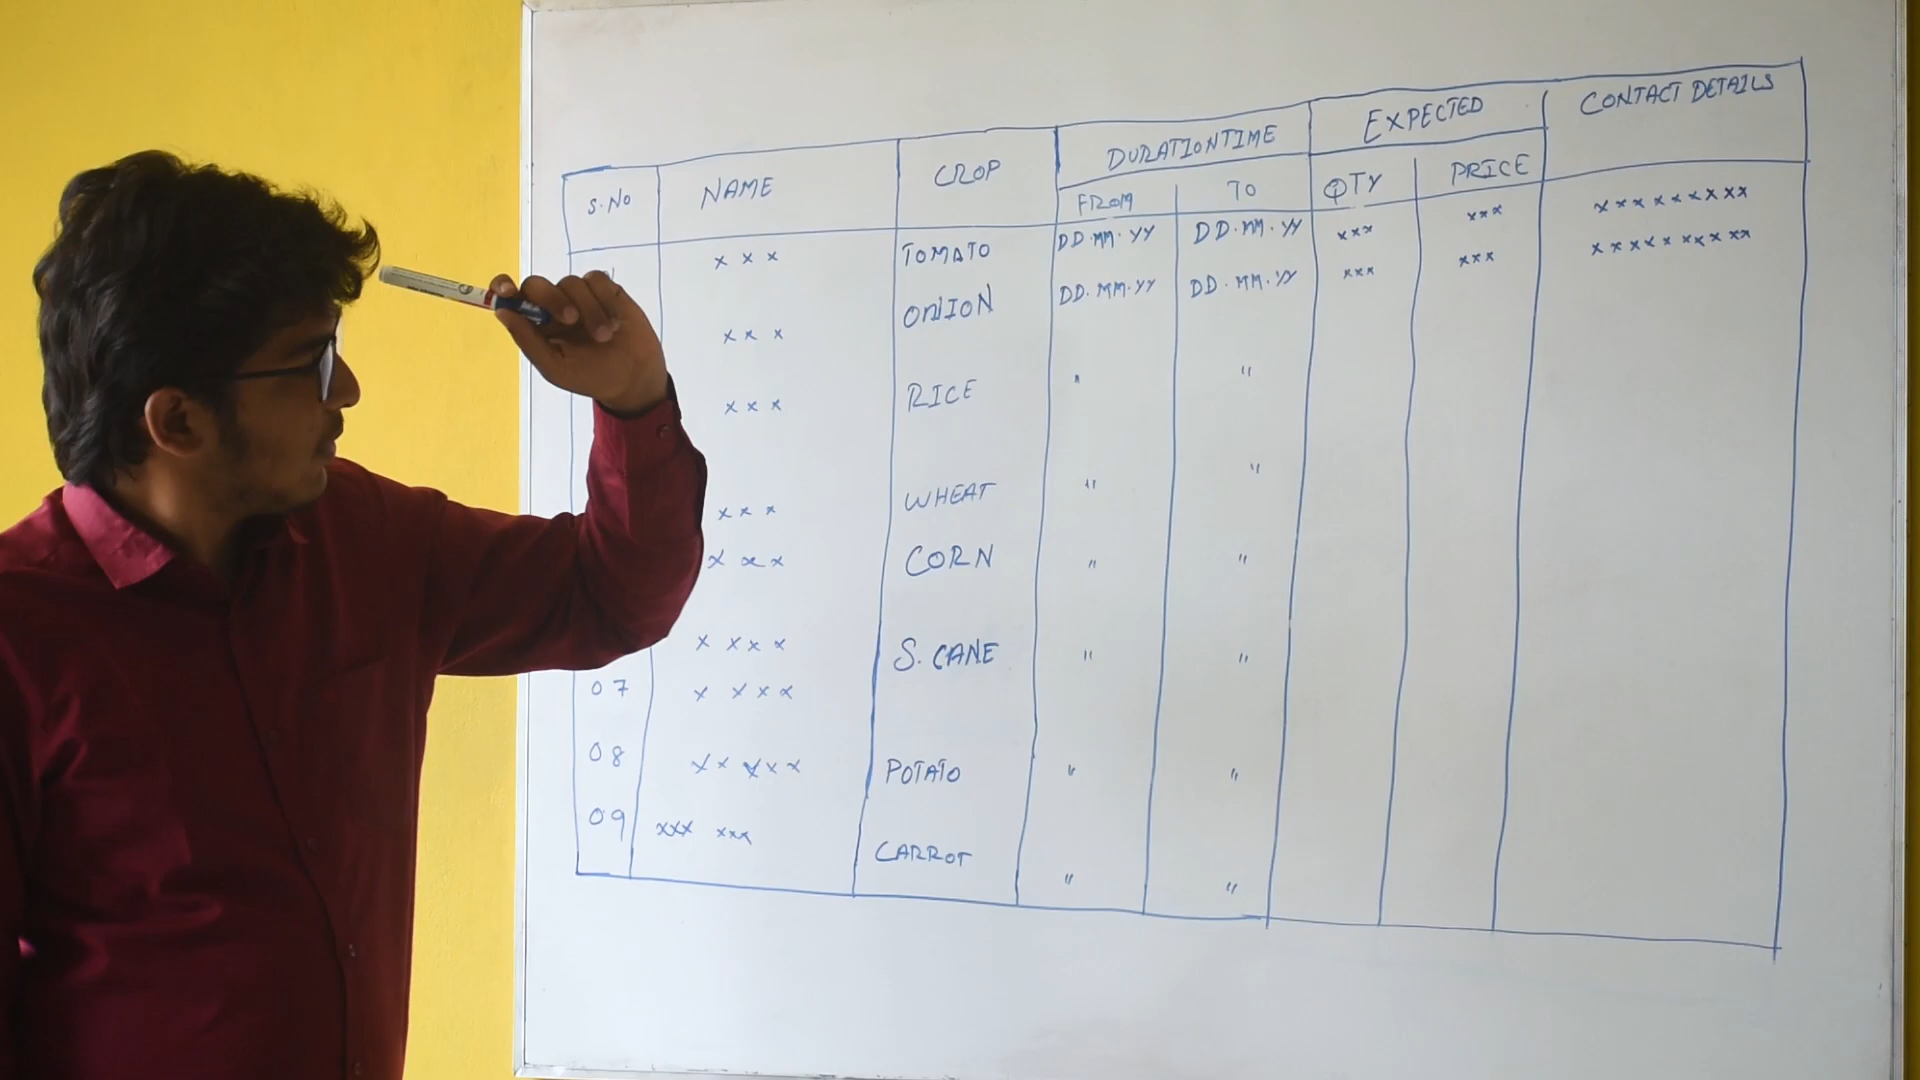 S.NO NAME CROP DURATIONTIME EXPECTED CONTACT DETAILS
FROM TO QTY PRICE
x x x TOMATO DD.MM.YY DD.MM.YY xxx xxx xxxxxxxxx
x x x ONION DD.MM.YY DD.MM.YY xxx xxx xxxxxxxxxx
x x x RICE " "
x x x WHEAT " "
x x x CORN " "
x x x x S. CANE " "
07 x x x x
08 x x x x x POTATO " "
09 xxx xxx CARROT " "